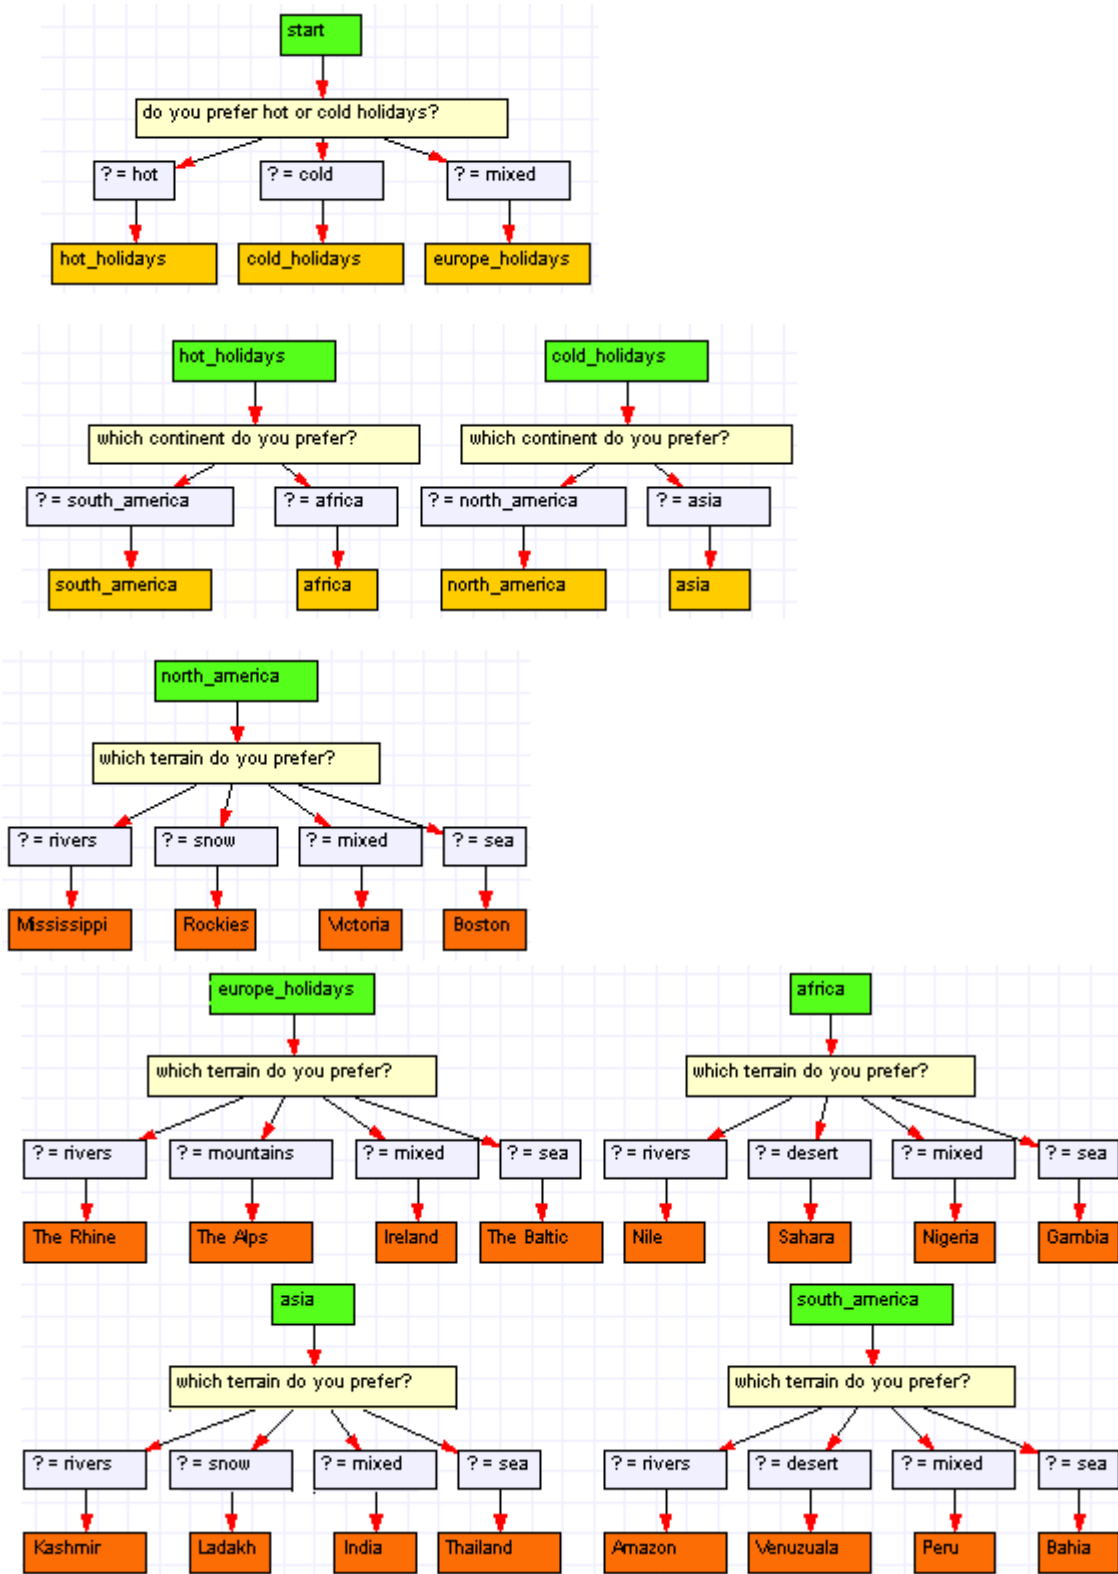 start
do you prefer hot or cold holidays?
? = hot
? = cold
? = mixed
hot_holidays
cold_holidays
europe_holidays
hot_holidays
cold_holidays
which continent do you prefer?
which continent do you prefer?
? = south_america
? = africa
? = north_america
? = asia
south_america
africa
north_america
asia
north_america
which terrain do you prefer?
? = rivers
? = snow
? = mixed
? = sea
Mississippi
Rockies
Victoria
Boston
europe_holidays
africa
which terrain do you prefer?
which terrain do you prefer?
? = rivers
? = mountains
? = mixed
? = sea
? = rivers
? = desert
? = mixed
? = sea
The Rhine
The Alps
Ireland
The Baltic
Nile
Sahara
Nigeria
Gambia
asia
south_america
which terrain do you prefer?
which terrain do you prefer?
? = rivers
? = snow
? = mixed
? = sea
? = rivers
? = desert
? = mixed
? = sea
Kashmir
Ladakh
India
Thailand
Amazon
Venuzuala
Peru
Bahia